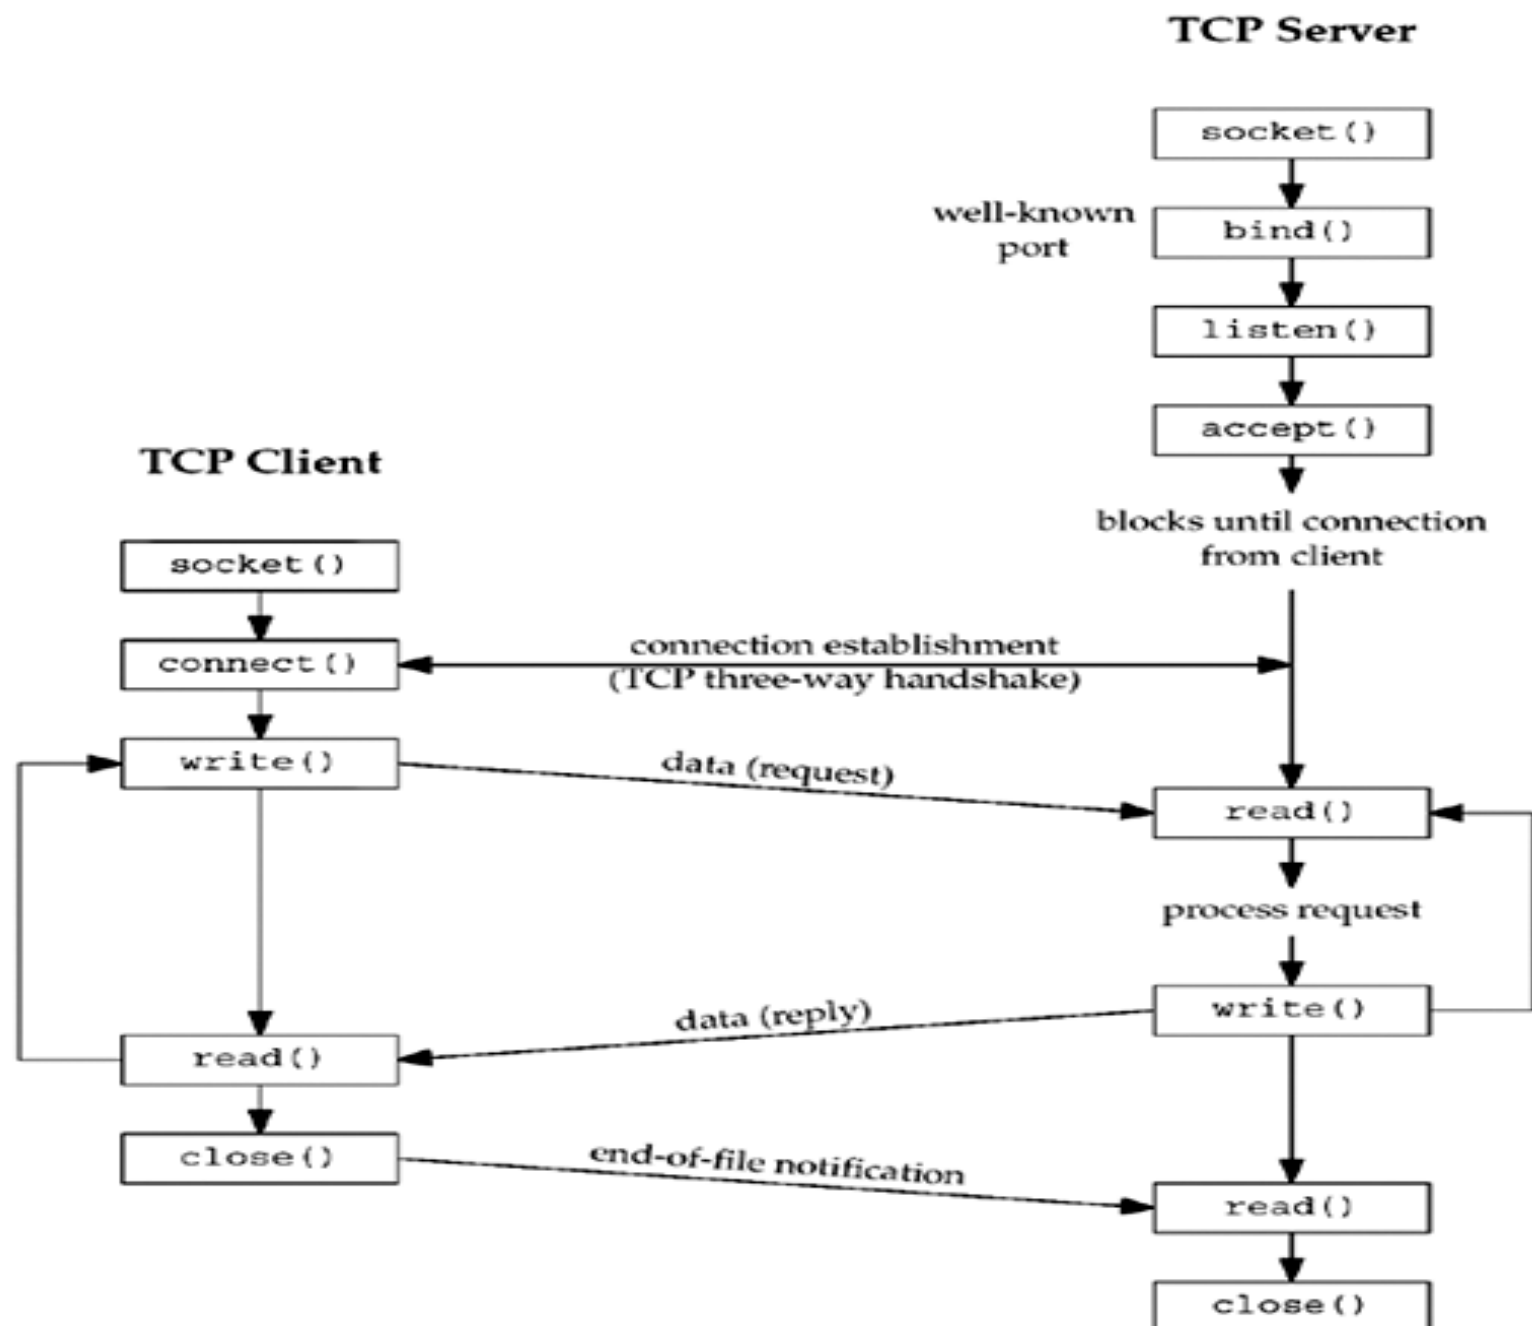 TCP Server
socket()
well-known
port
bind()
listen()
accept()
blocks until connection
from client
TCP Client
socket()
connect()
connection establishment
(TCP three-way handshake)
write()
data (request)
read()
process request
write()
data (reply)
read()
close()
end-of-file notification
read()
close()